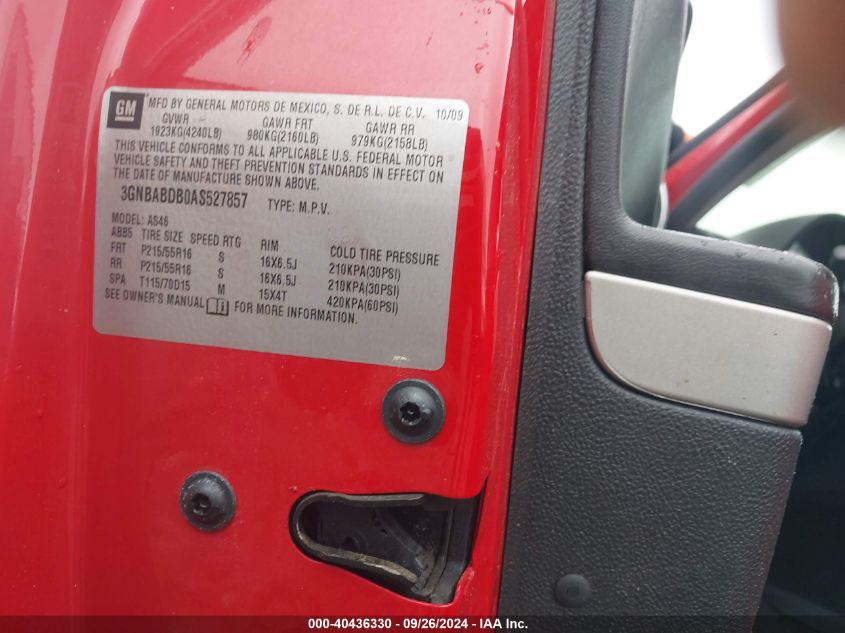 GM
MFD BY GENERAL MOTORS DE MEXICO, S. DE R.L. DE C.V. 10/09
GVWR GAWR FRT GAWR RR
1923KG(4240LB) 980KG(2160LB) 979KG(2158LB)
THIS VEHICLE CONFORMS TO ALL APPLICABLE U.S. FEDERAL MOTOR
VEHICLE SAFETY AND THEFT PREVENTION STANDARDS IN EFFECT ON
THE DATE OF MANUFACTURE SHOWN ABOVE.
3GNBABDB0AS527857 TYPE: M.P.V.
MODEL: AS46
ABB5 TIRE SIZE SPEED RTG RIM COLD TIRE PRESSURE
FRT P215/55R16 S 16X6.5J 210KPA(30PSI)
RR P215/55R16 S 16X6.5J 210KPA(30PSI)
SPA T115/70D15 M 15X4T 420KPA(60PSI)
SEE OWNER'S MANUAL FOR MORE INFORMATION.
000-40436330 - 09/26/2024 - IAA Inc.